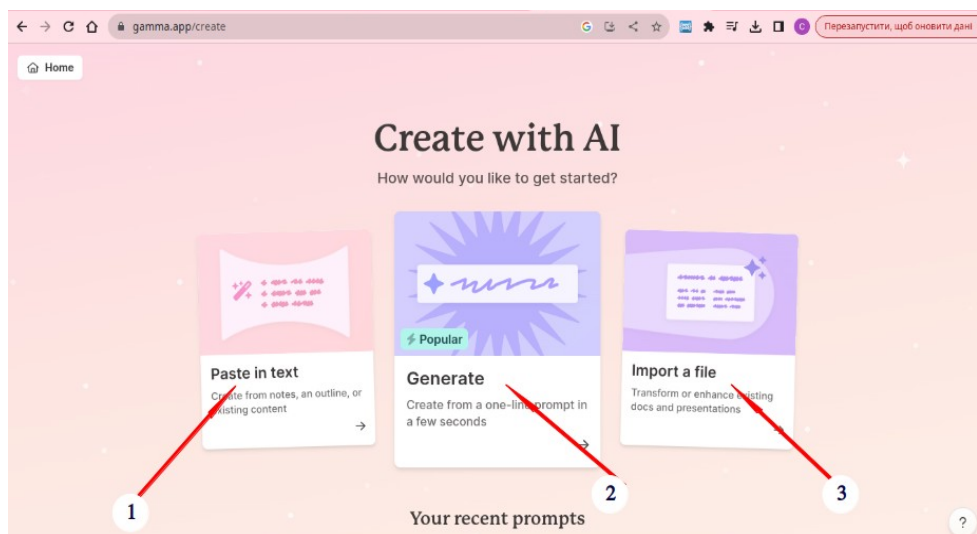 gamma.app/create
Перезапустити, щоб оновити дані
Home
Create with AI
How would you like to get started?
Popular
Paste in text
Create from notes, an outline, or
existing content
Generate
Create from a one-line prompt in
a few seconds
Import a file
Transform or enhance existing
docs and presentations
1
2
3
Your recent prompts
?